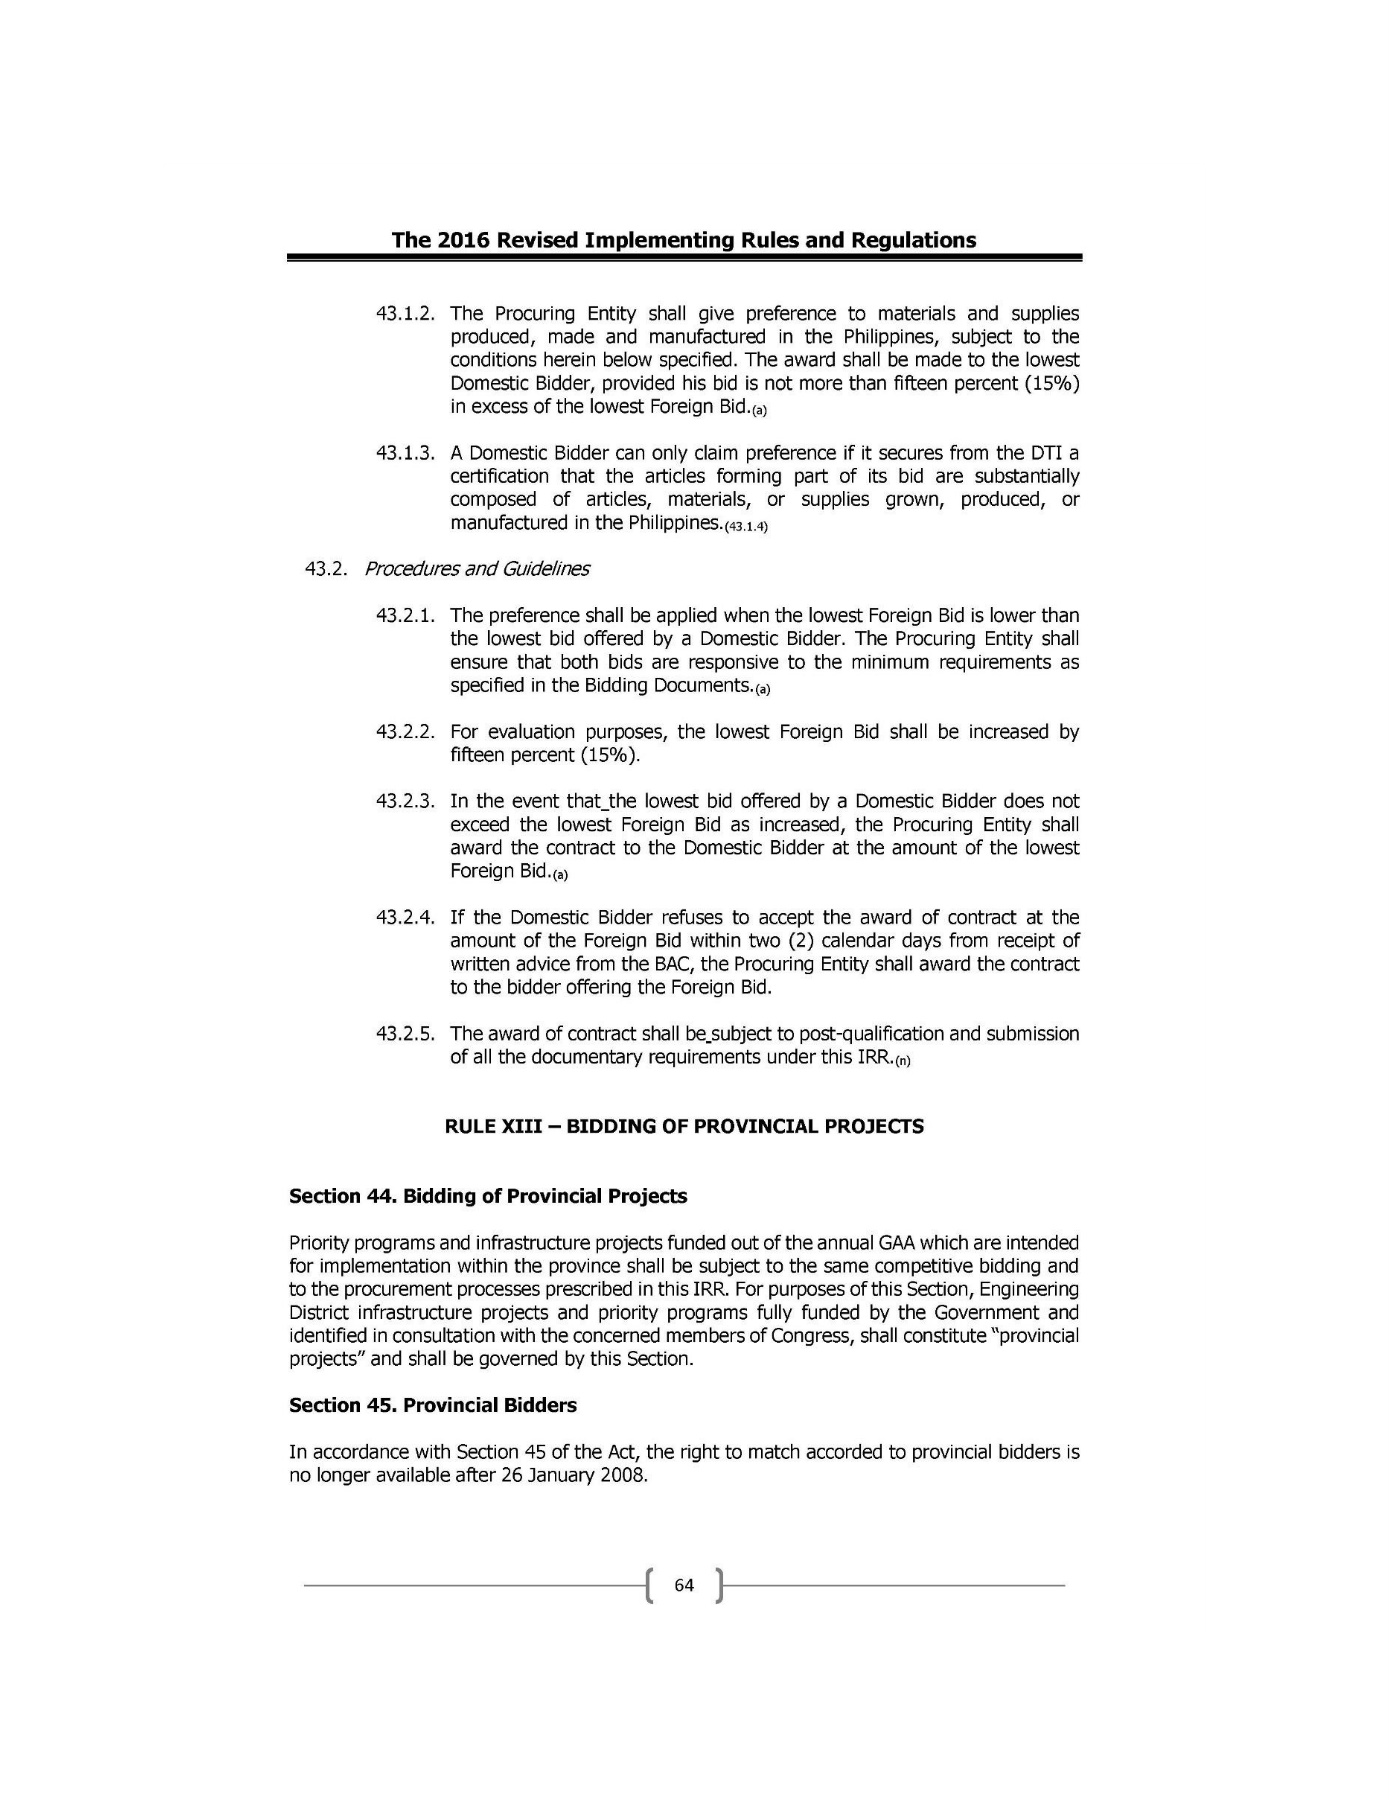 The 2016 Revised Implementing Rules and Regulations
43.1.2. The Procuring Entity shall give preference to materials and supplies
produced, made and manufactured in the Philippines, subject to the
conditions herein below specified. The award shall be made to the lowest
Domestic Bidder, provided his bid is not more than fifteen percent (15%)
in excess of the lowest Foreign Bid.(a)
43.1.3. A Domestic Bidder can only claim preference if it secures from the DTI a
certification that the articles forming part of its bid are substantially
composed of articles, materials, or supplies grown, produced, or
manufactured in the Philippines.(43.1.4)
43.2. Procedures and Guidelines
43.2.1. The preference shall be applied when the lowest Foreign Bid is lower than
the lowest bid offered by a Domestic Bidder. The Procuring Entity shall
ensure that both bids are responsive to the minimum requirements as
specified in the Bidding Documents.(a)
43.2.2. For evaluation purposes, the lowest Foreign Bid shall be increased by
fifteen percent (15%).
43.2.3. In the event that_the lowest bid offered by a Domestic Bidder does not
exceed the lowest Foreign Bid as increased, the Procuring Entity shall
award the contract to the Domestic Bidder at the amount of the lowest
Foreign Bid.(a)
43.2.4. If the Domestic Bidder refuses to accept the award of contract at the
amount of the Foreign Bid within two (2) calendar days from receipt of
written advice from the BAC, the Procuring Entity shall award the contract
to the bidder offering the Foreign Bid.
43.2.5. The award of contract shall be_subject to post-qualification and submission
of all the documentary requirements under this IRR.(n)
RULE XIII – BIDDING OF PROVINCIAL PROJECTS
Section 44. Bidding of Provincial Projects
Priority programs and infrastructure projects funded out of the annual GAA which are intended
for implementation within the province shall be subject to the same competitive bidding and
to the procurement processes prescribed in this IRR. For purposes of this Section, Engineering
District infrastructure projects and priority programs fully funded by the Government and
identified in consultation with the concerned members of Congress, shall constitute "provincial
projects" and shall be governed by this Section.
Section 45. Provincial Bidders
In accordance with Section 45 of the Act, the right to match accorded to provincial bidders is
no longer available after 26 January 2008.
64